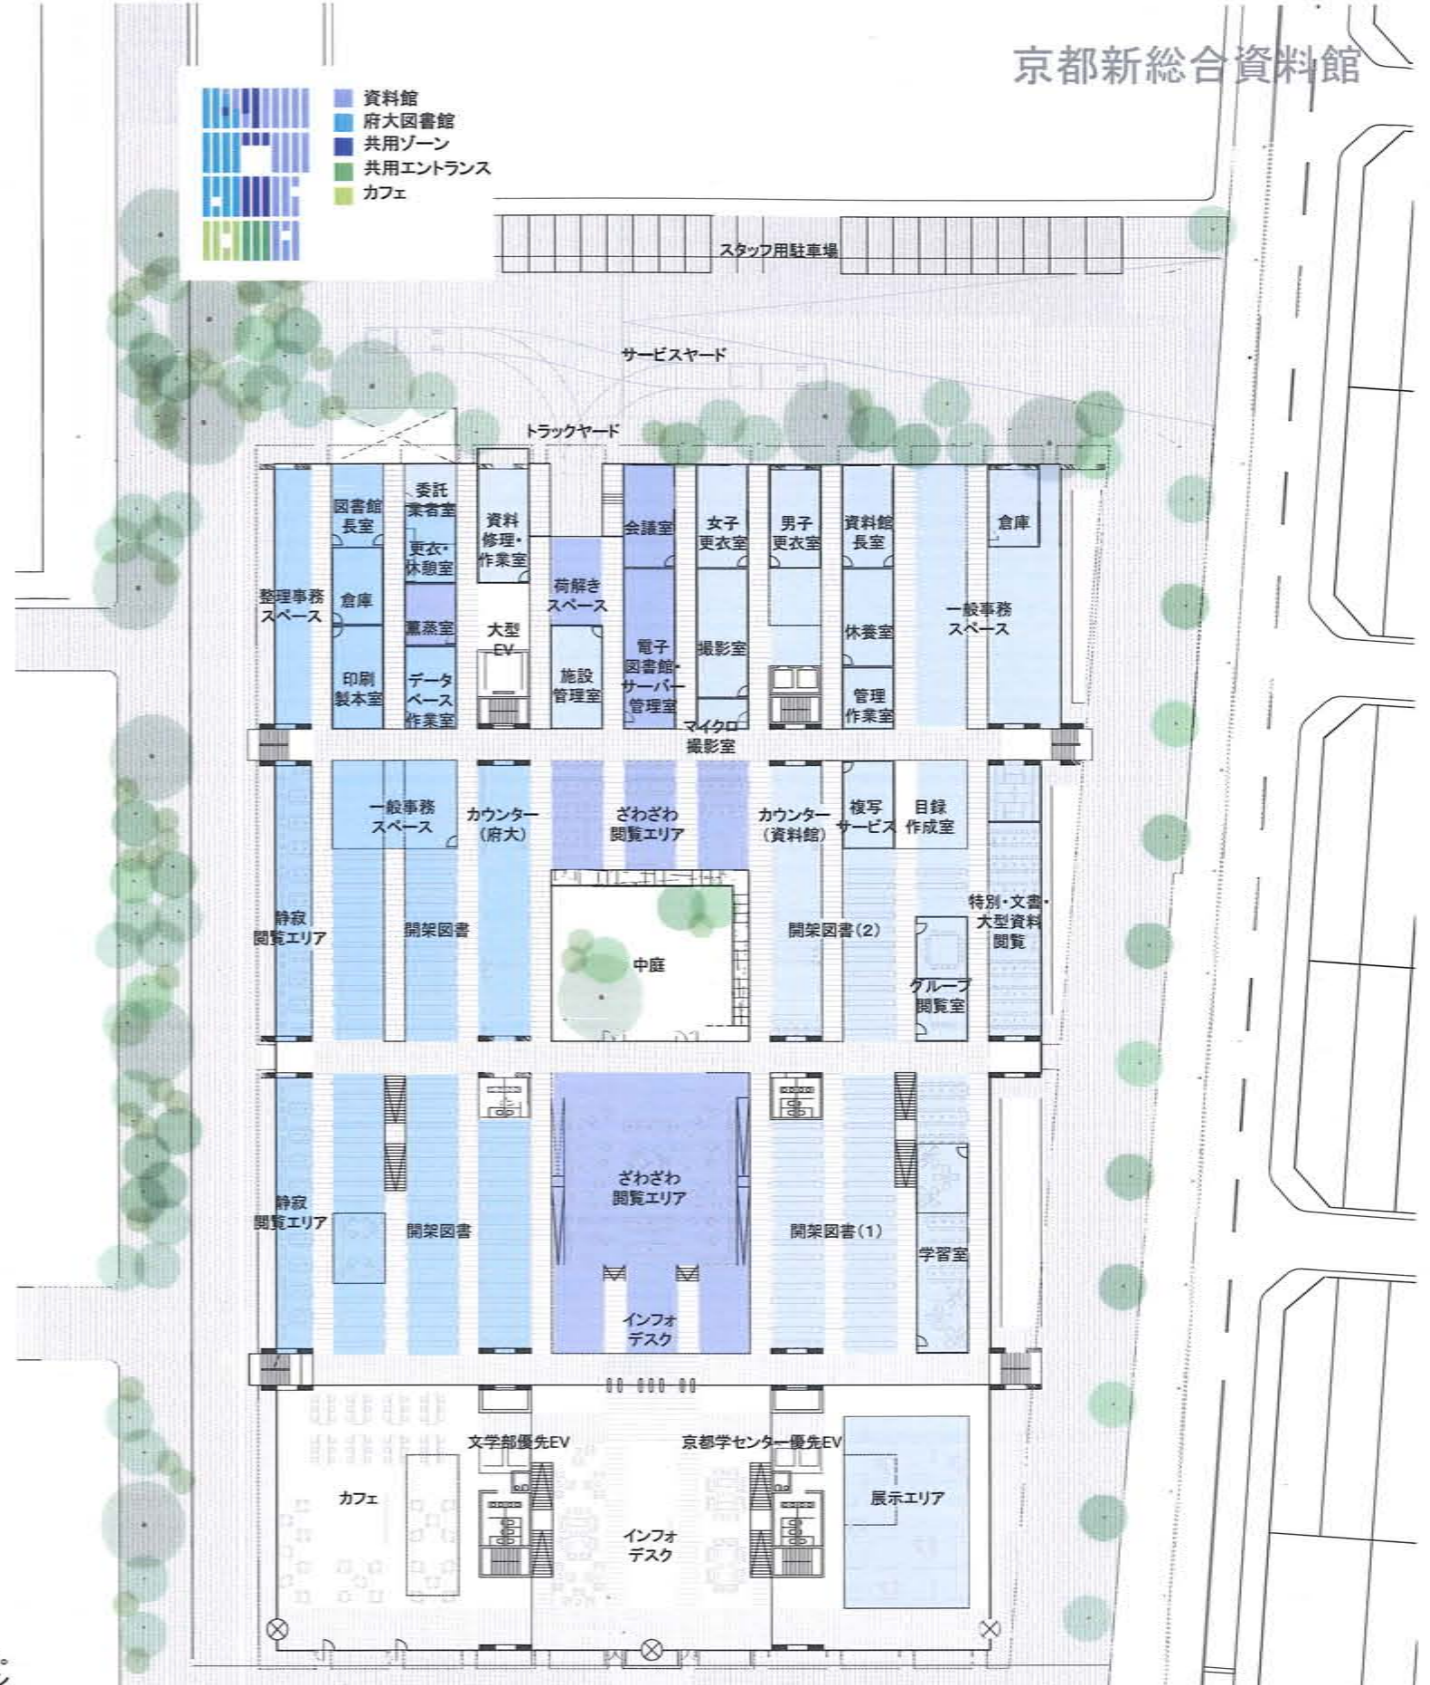 京都新総合資料館
資料館
府大図書館
共用ゾーン
共用エントランス
カフェ
スタッフ用駐車場
サービスヤード
トラックヤード
整理事務
スペース
図書館
長室
倉庫
印刷
製本室
委託
業者室
更衣・
休憩室
薫蒸室
データ
ベース
作業室
資料
修理・
作業室
大型
EV
荷解き
スペース
施設
管理室
会議室
電子
図書館・
サーバー
管理室
女子
更衣室
撮影室
マイクロ
撮影室
男子
更衣室
資料館
長室
休養室
管理
作業室
一般事務
スペース
倉庫
一般事務
スペース
カウンター
(府大)
ざわざわ
閲覧エリア
カウンター
(資料館)
複写
サービス
目録
作成室
静寂
閲覧エリア
開架図書
中庭
開架図書(2)
特別・文書・
大型資料
閲覧
グループ
閲覧室
静寂
閲覧エリア
開架図書
ざわざわ
閲覧エリア
開架図書(1)
学習室
インフォ
デスク
文学部優先EV
京都学センター優先EV
カフェ
インフォ
デスク
展示エリア